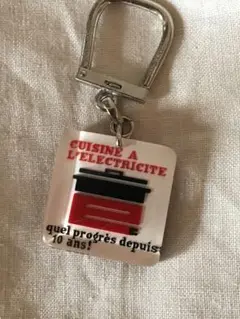 CUISINE A
L'ELECTRICITE
quel progrès depuis
10 ans!